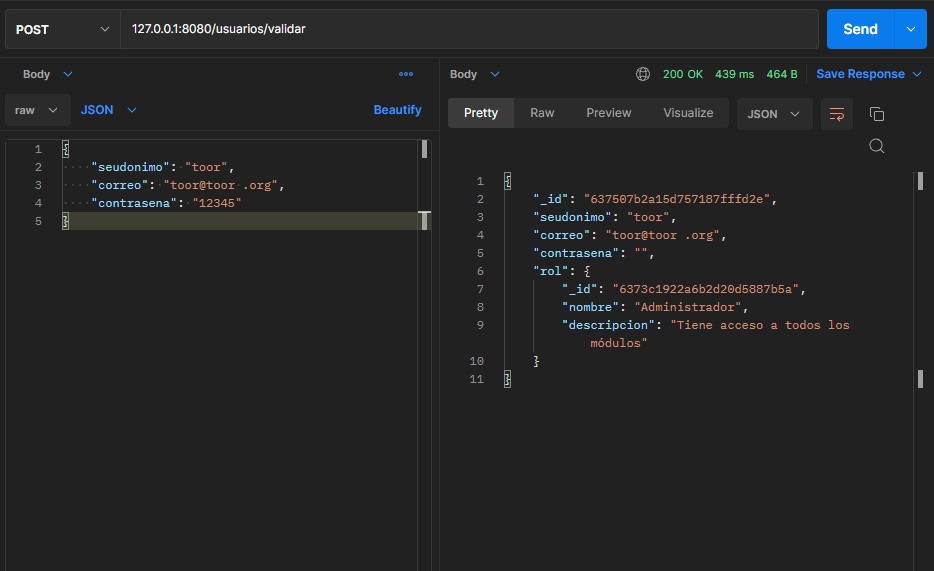 POST 127.0.0.1:8080/usuarios/validar Send
Body
raw JSON Beautify
1 {
2 "seudonimo": "toor",
3 "correo": "toor@toor .org",
4 "contrasena": "12345"
5 }
Body 200 OK 439 ms 464 B Save Response
Pretty Raw Preview Visualize JSON
1 {
2 "_id": "637507b2a15d757187fffd2e",
3 "seudonimo": "toor",
4 "correo": "toor@toor .org",
5 "contrasena": "",
6 "rol": {
7 "_id": "6373c1922a6b2d20d5887b5a",
8 "nombre": "Administrador",
9 "descripcion": "Tiene acceso a todos los
módulos"
10 }
11 }